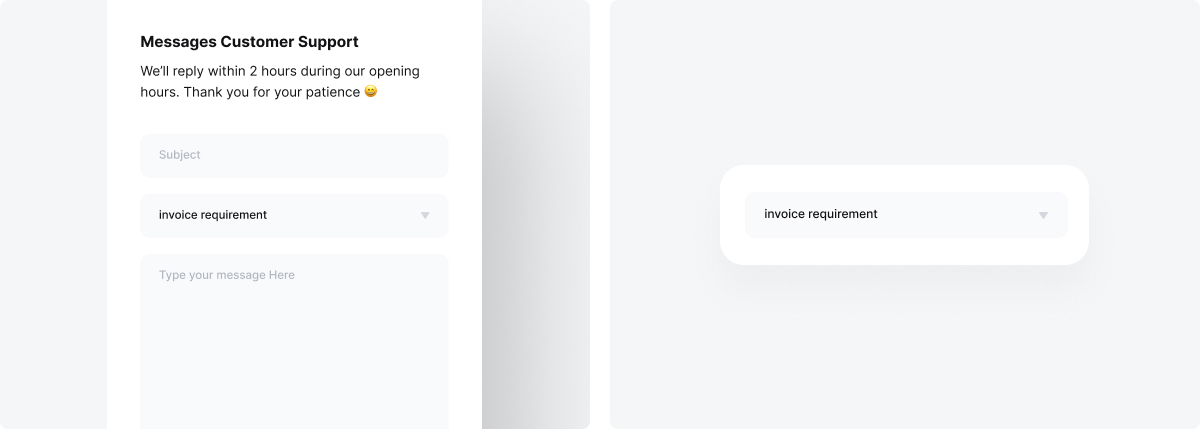 Messages Customer Support
We’ll reply within 2 hours during our opening
hours. Thank you for your patience 😄
Subject
invoice requirement
Type your message Here
invoice requirement